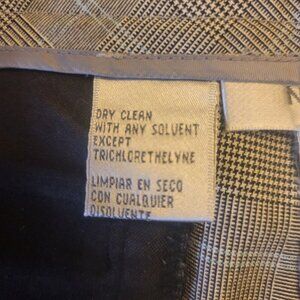 DRY CLEAN
WITH ANY SOLVENT
EXCEPT
TRICHLORETHELYNE
LIMPIAR EN SECO
CON CUALQUIER
DISOLVENTE